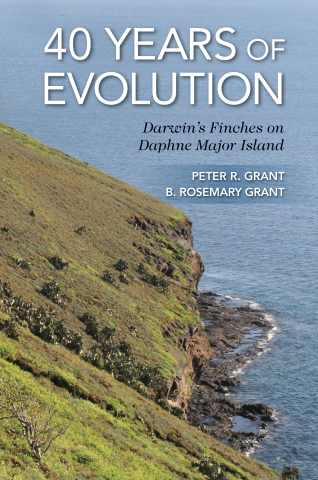 40 YEARS OF
EVOLUTION
Darwin's Finches on
Daphne Major Island
PETER R. GRANT
B. ROSEMARY GRANT